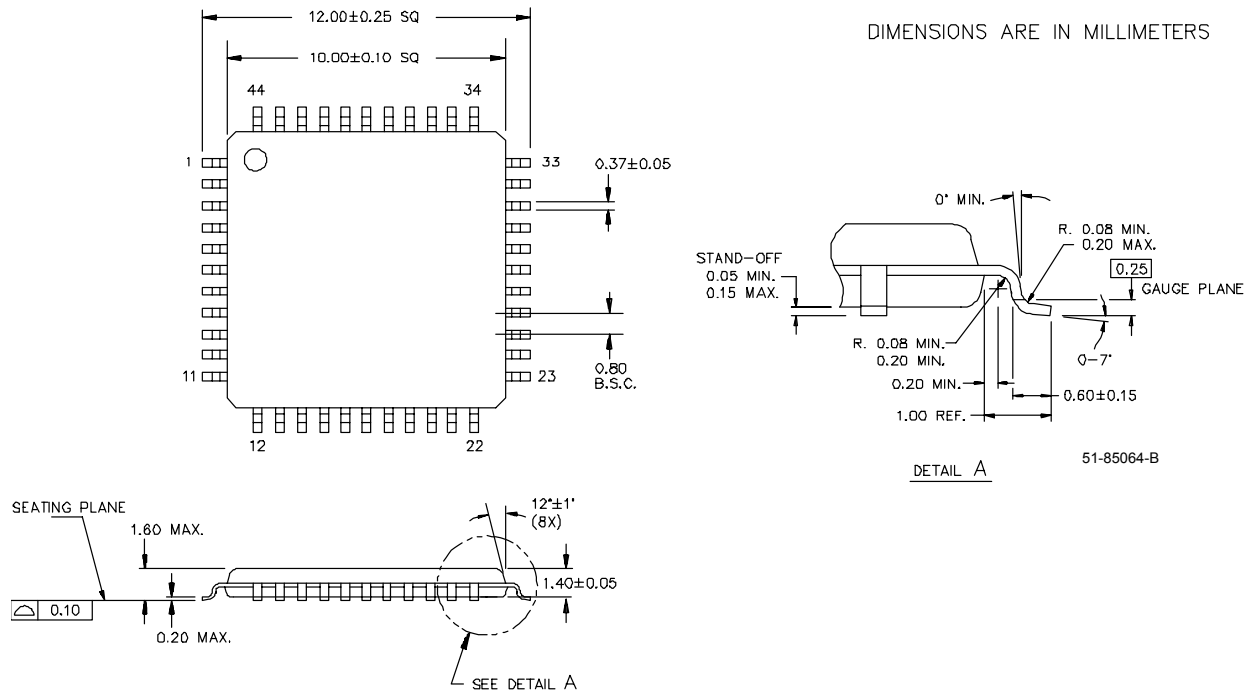 12.00±0.25 SQ
DIMENSIONS ARE IN MILLIMETERS
10.00±0.10 SQ
44
34
1
33
0.37±0.05
0° MIN.
R. 0.08 MIN.
0.20 MAX.
STAND-OFF
0.05 MIN.
0.15 MAX.
0.25
GAUGE PLANE
R. 0.08 MIN.
0.20 MIN.
0-7°
0.80
B.S.C.
11
23
0.20 MIN.
0.60±0.15
1.00 REF.
12
22
DETAIL A
51-85064-B
SEATING PLANE
1.60 MAX.
12°±1°
(8X)
1.40±0.05
0.10
0.20 MAX.
SEE DETAIL A